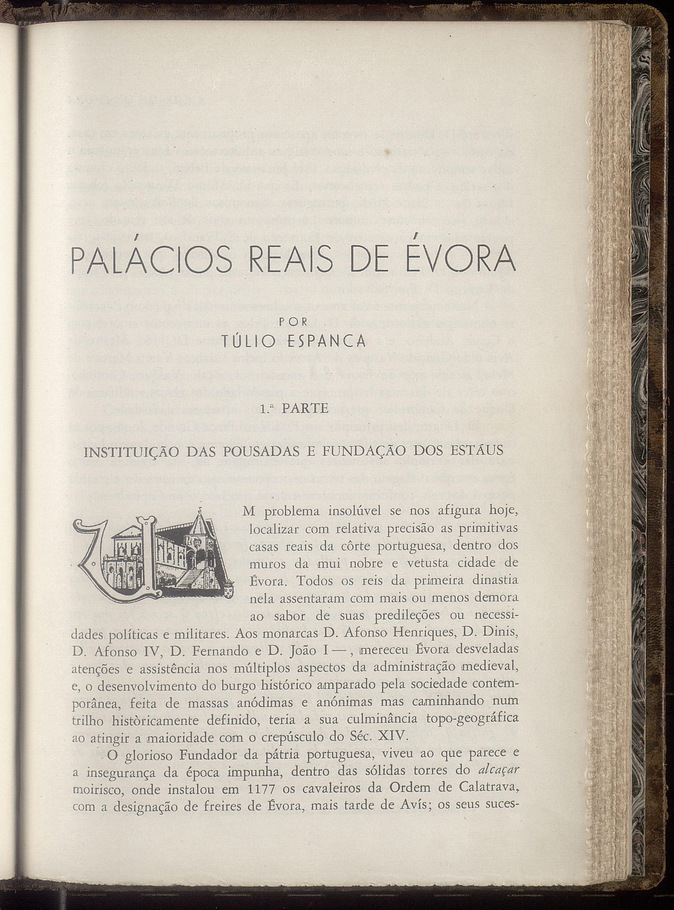 PALÁCIOS REAIS DE ÉVORA
POR
TÚLIO ESPANCA
1.ª PARTE
INSTITUIÇÃO DAS POUSADAS E FUNDAÇÃO DOS ESTÁUS
UM problema insolúvel se nos afigura hoje,
localizar com relativa precisão as primitivas
casas reais da côrte portuguesa, dentro dos
muros da mui nobre e vetusta cidade de
Évora. Todos os reis da primeira dinastia
nela assentaram com mais ou menos demora
ao sabor de suas predileções ou necessi-
dades políticas e militares. Aos monarcas D. Afonso Henriques, D. Dinis,
D. Afonso IV, D. Fernando e D. João I — , mereceu Évora desveladas
atenções e assistência nos múltiplos aspectos da administração medieval,
e, o desenvolvimento do burgo histórico amparado pela sociedade contem-
porânea, feita de massas anódimas e anónimas mas caminhando num
trilho històricamente definido, teria a sua culminância topo-geográfica
ao atingir a maioridade com o crepúsculo do Séc. XIV.
O glorioso Fundador da pátria portuguesa, viveu ao que parece e
a insegurança da época impunha, dentro das sólidas torres do alcaçar
moirisco, onde instalou em 1177 os cavaleiros da Ordem de Calatrava,
com a designação de freires de Évora, mais tarde de Avís; os seus suces-